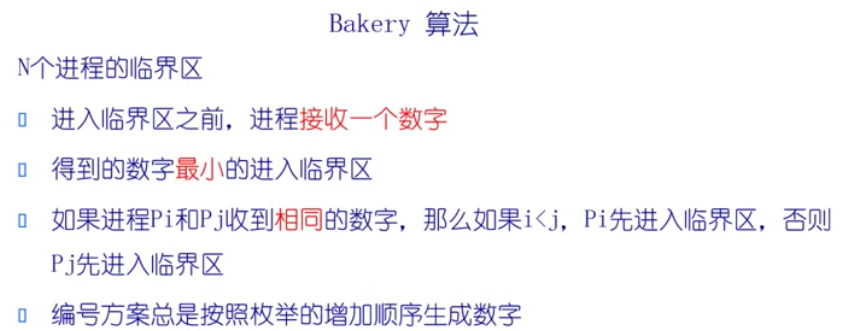 Bakery 算法
N个进程的临界区
▯ 进入临界区之前，进程接收一个数字
▯ 得到的数字最小的进入临界区
▯ 如果进程Pi和Pj收到相同的数字，那么如果i<j，Pi先进入临界区，否则
Pj先进入临界区
▯ 编号方案总是按照枚举的增加顺序生成数字